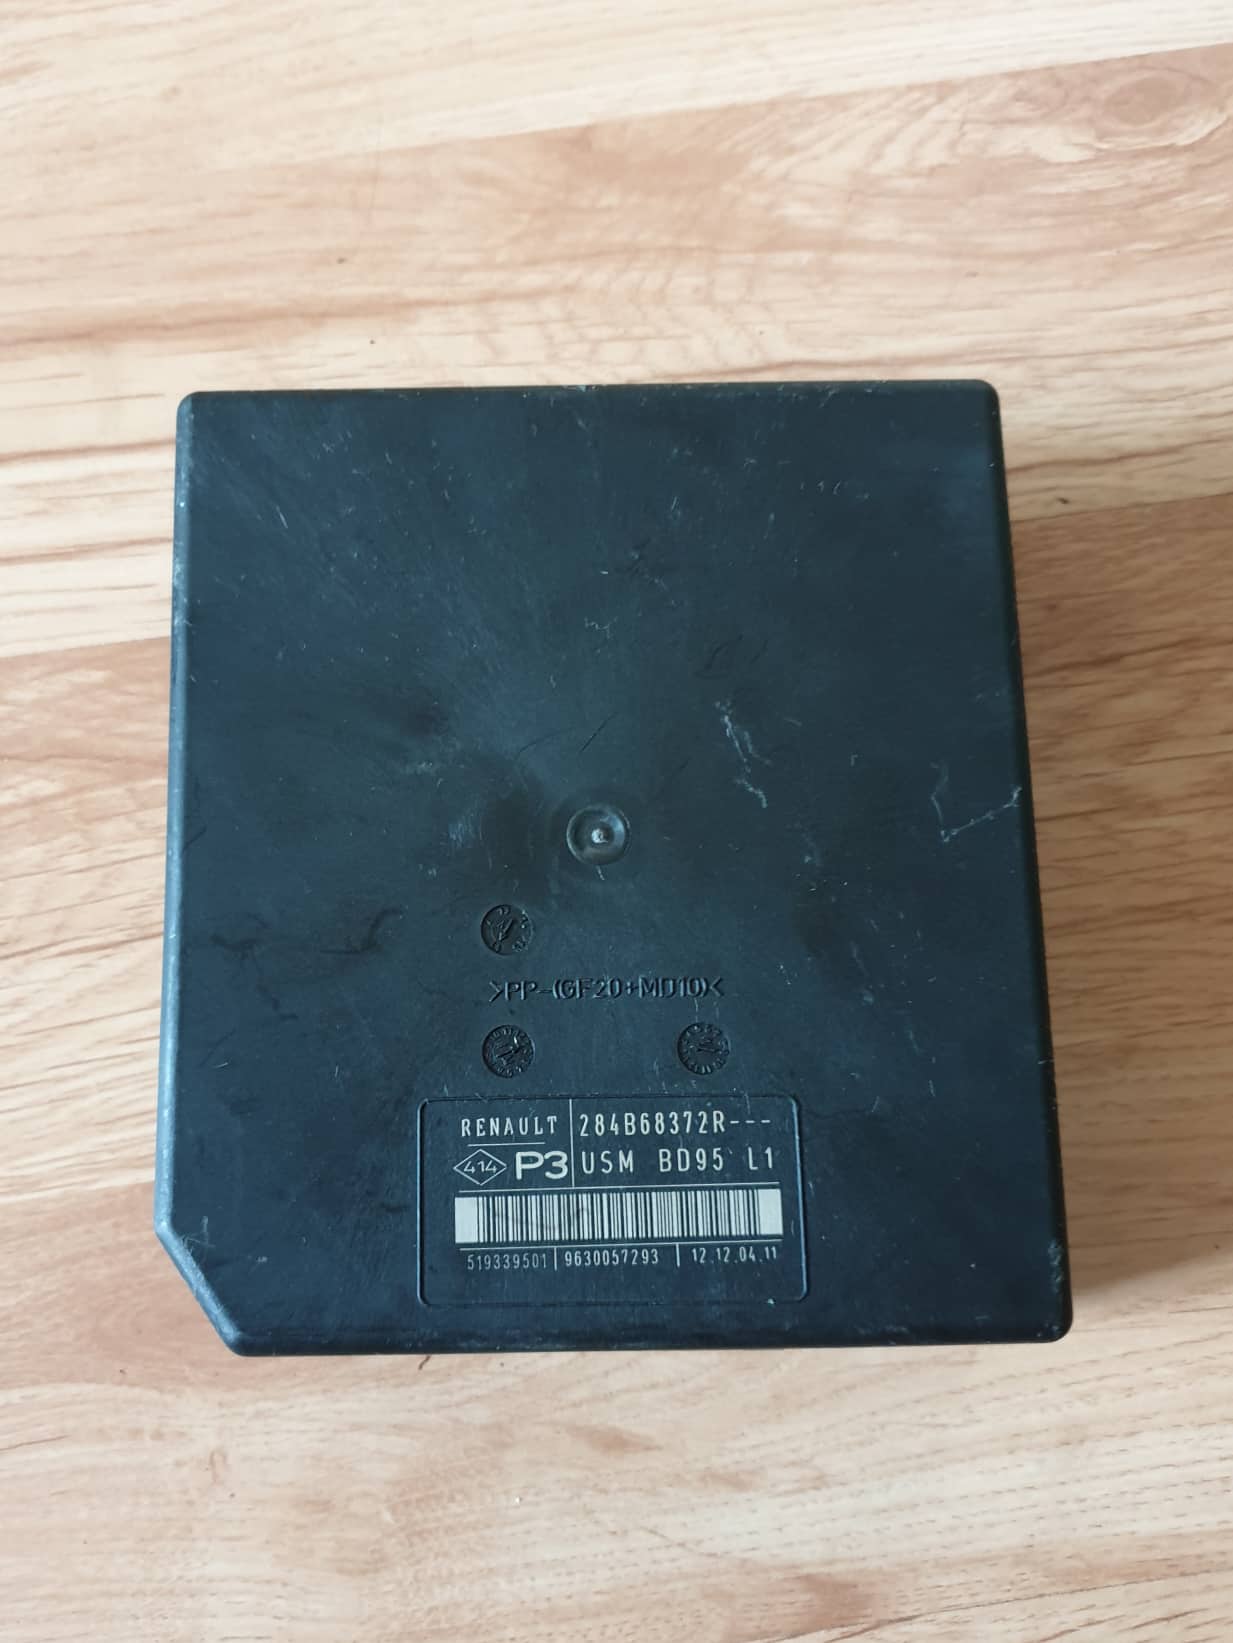 >PP-(GF20+MD10)<
RENAULT 284B68372R---
414 P3 USM BD95 L1
519339501 9630057293 12.12.04.11